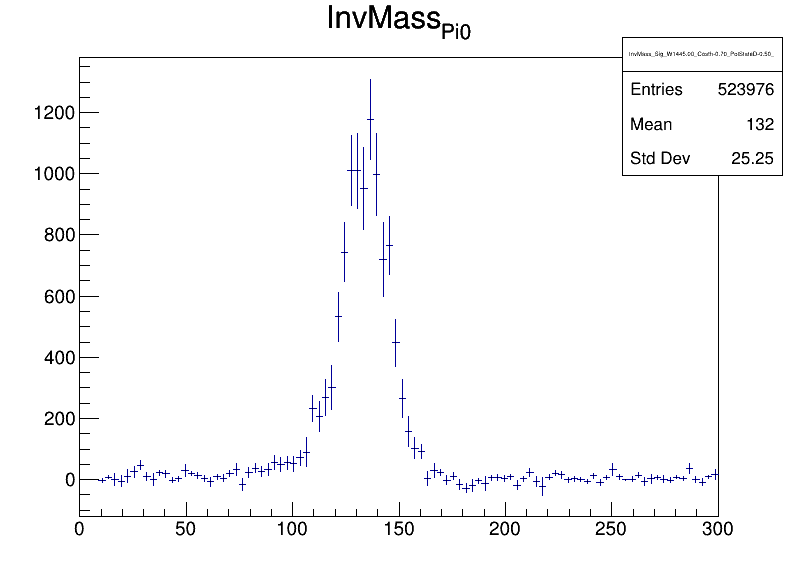 InvMass_Pi0
InvMass_Sig_W1445.00_Costh-0.70_PolStateD-0.50_
Entries 523976
Mean 132
Std Dev 25.25
1200
1000
800
600
400
200
0
0 50 100 150 200 250 300